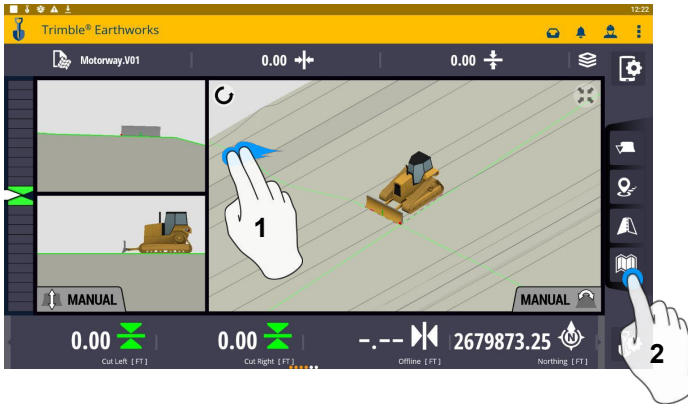 12:22
Trimble® Earthworks
Motorway.V01
0.00
0.00
1
MANUAL
MANUAL
0.00
0.00
-.--
2679873.25
N
Cut Left [FT]
Cut Right [FT]
Offline [FT]
Northing [FT]
2